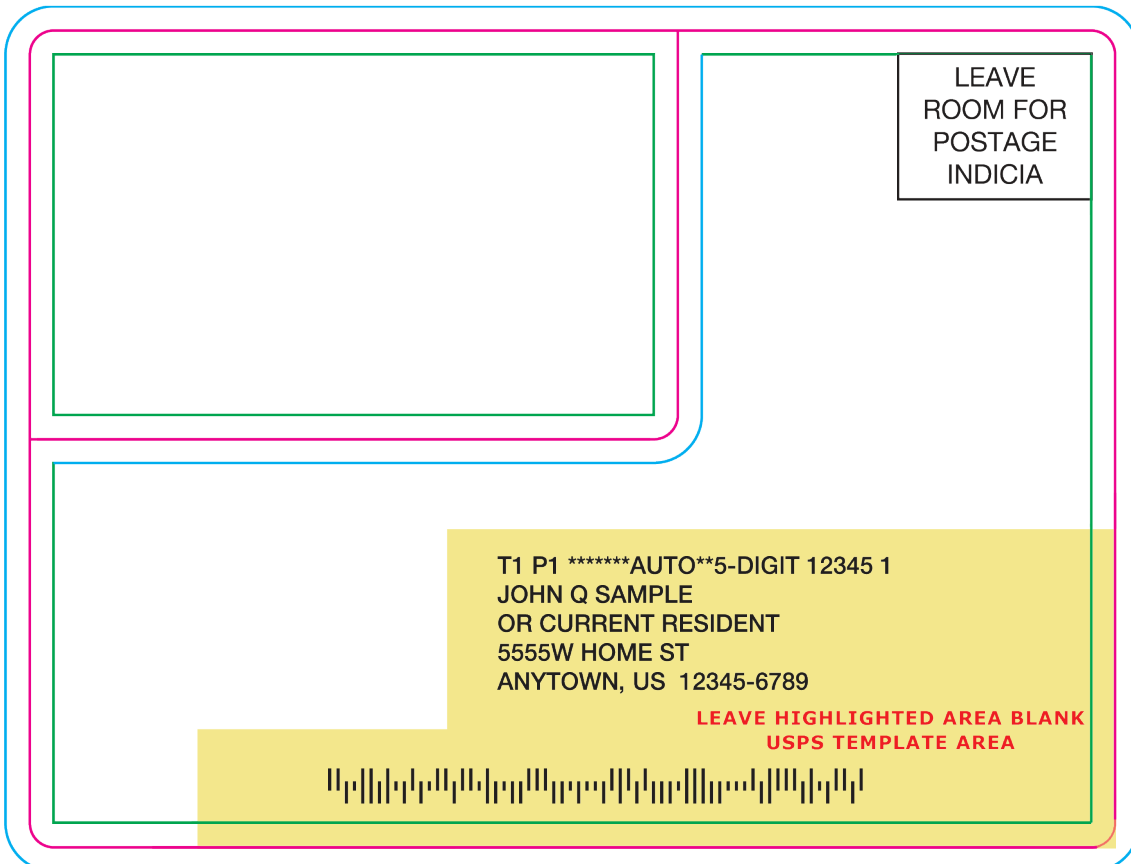 LEAVE
ROOM FOR
POSTAGE
INDICIA
T1 P1 *******AUTO**5-DIGIT 12345 1
JOHN Q SAMPLE
OR CURRENT RESIDENT
5555W HOME ST
ANYTOWN, US  12345-6789
LEAVE HIGHLIGHTED AREA BLANK
USPS TEMPLATE AREA